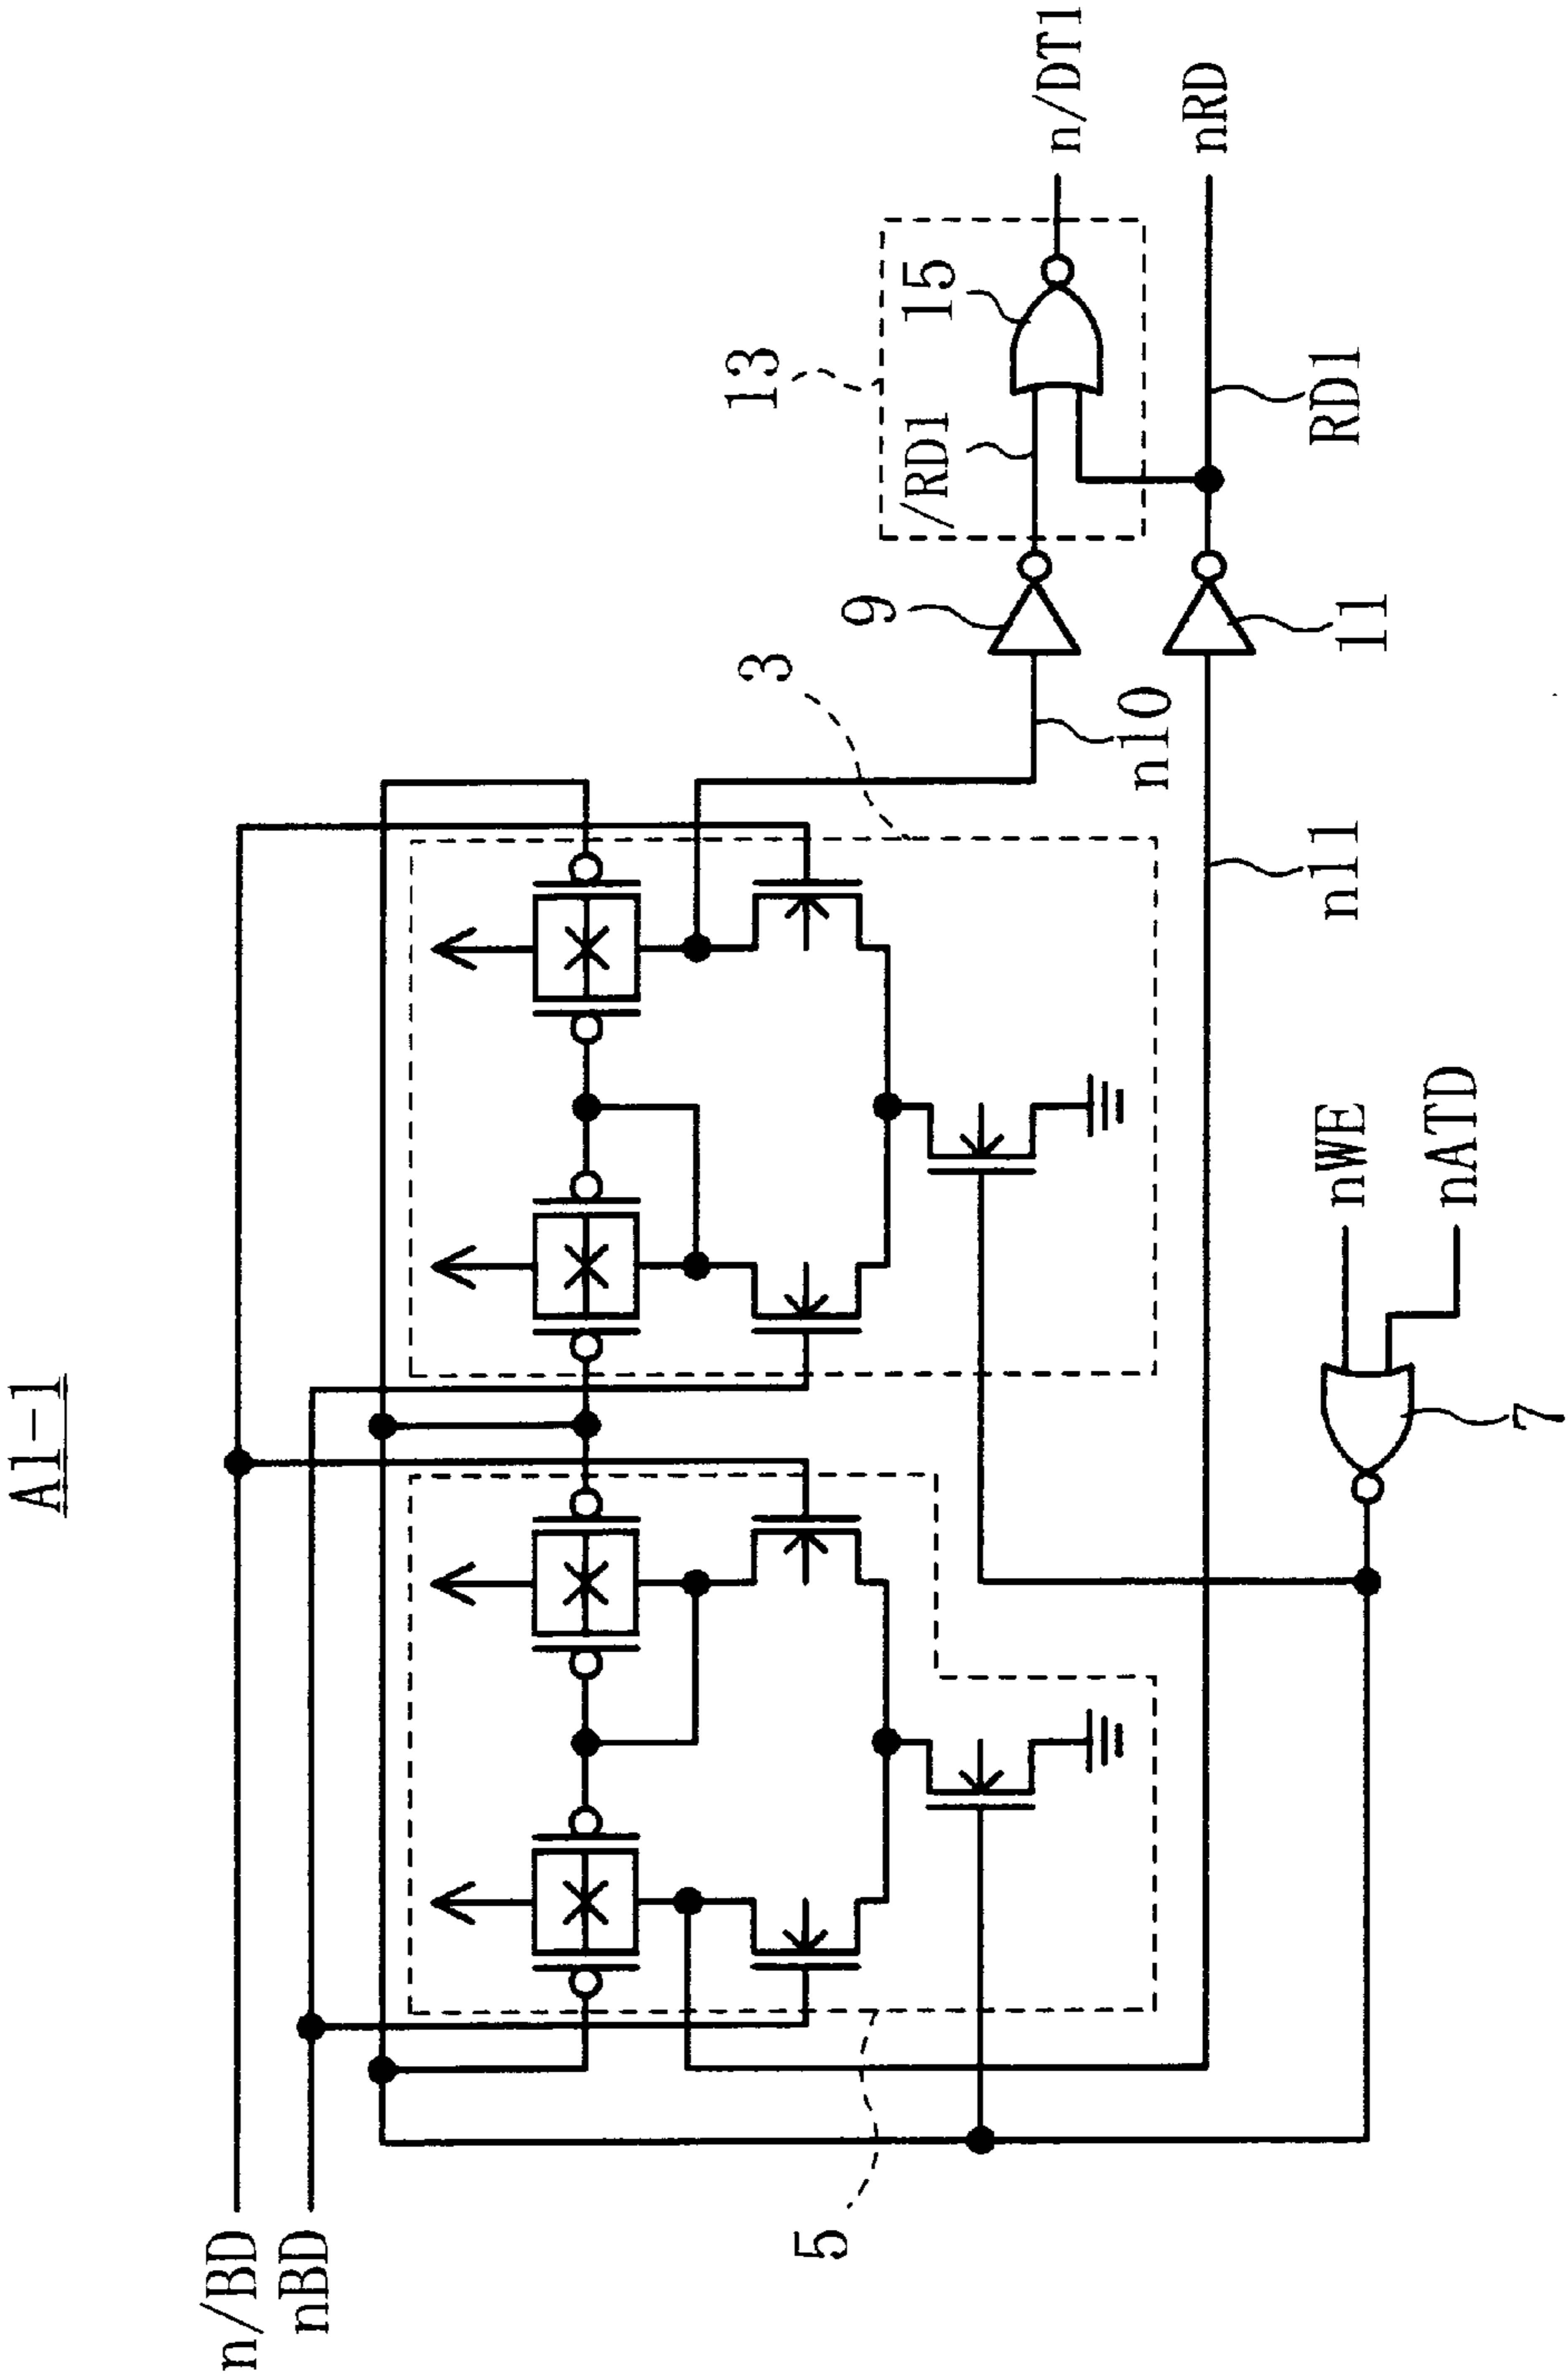 A1-1
n/BD
nBD
5
3
n10
n11
9
11
13
15
/RD1
RD1
n/DT1
nRD
nWE
nATD
7